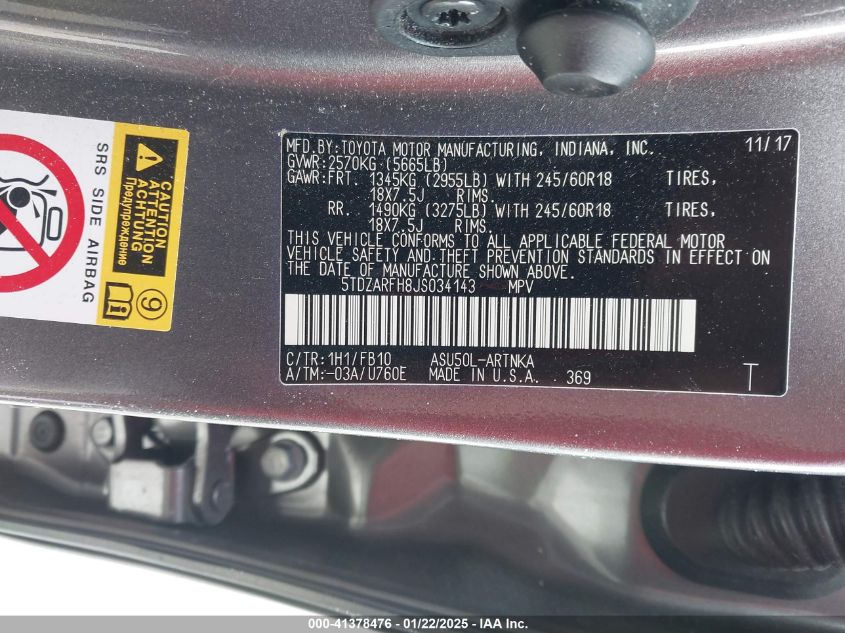 SRS SIDE AIRBAG
CAUTION
ATTENTION
ACHTUNG
Предупреждение
i
9
MFD.BY:TOYOTA MOTOR MANUFACTURING, INDIANA, INC. 11/17
GVWR:2570KG (5665LB)
GAWR:FRT. 1345KG (2955LB) WITH 245/60R18 TIRES,
18X7.5J RIMS.
RR. 1490KG (3275LB) WITH 245/60R18 TIRES,
18X7.5J RIMS.
THIS VEHICLE CONFORMS TO ALL APPLICABLE FEDERAL MOTOR
VEHICLE SAFETY AND THEFT PREVENTION STANDARDS IN EFFECT ON
THE DATE OF MANUFACTURE SHOWN ABOVE.
5TDZARFH8JS034143 MPV
C/TR:1H1/FB10 ASU50L-ARTNKA
A/TM:-03A/U760E MADE IN U.S.A. 369 T
000-41378476 - 01/22/2025 - USTX